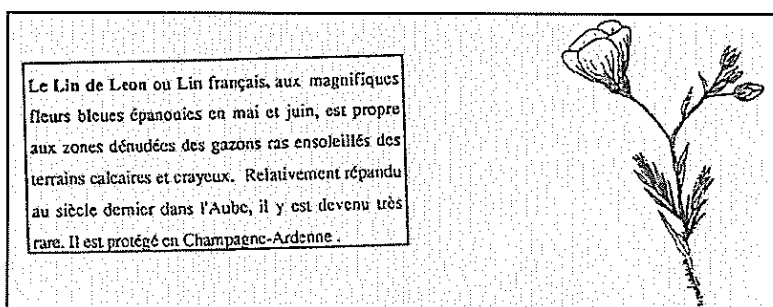 Le Lin de Leon ou Lin français, aux magnifiques
fleurs bleues épanouies en mai et juin, est propre
aux zones dénudées des gazons ras ensoleillés des
terrains calcaires et crayeux. Relativement répandu
au siècle dernier dans l'Aube, il y est devenu très
rare. Il est protégé en Champagne-Ardenne .